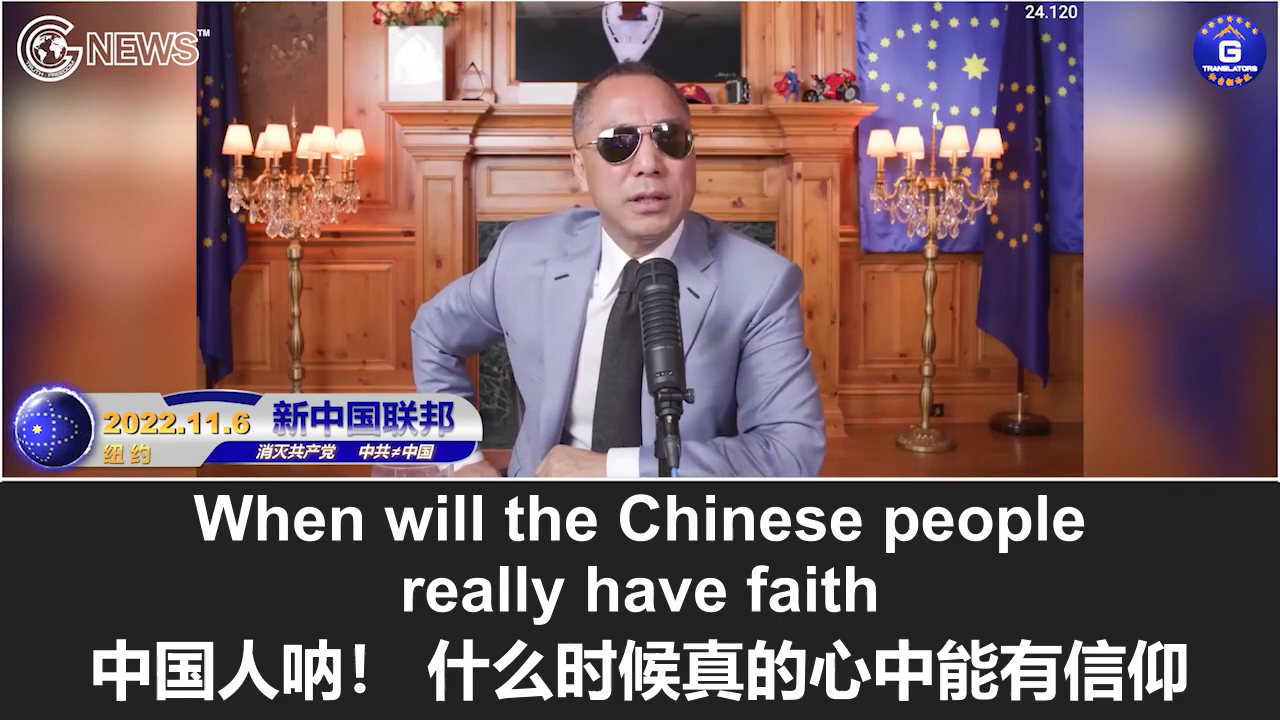 GNEWS™
24.120
G
TRANSLATORS
2022.11.6
新中国联邦
纽约
消灭共产党 中共≠中国
When will the Chinese people
really have faith
中国人呐! 什么时候真的心中能有信仰